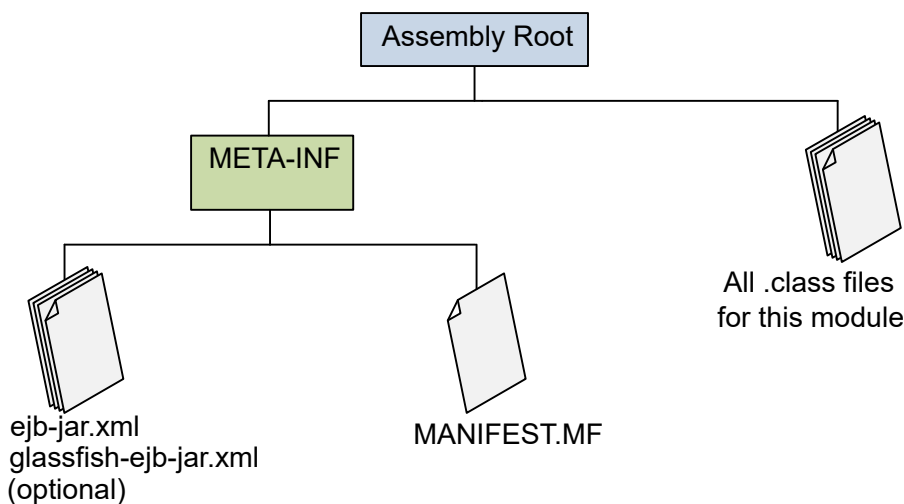 Assembly Root
META-INF
All .class files
for this module
ejb-jar.xml
glassfish-ejb-jar.xml
(optional)
MANIFEST.MF